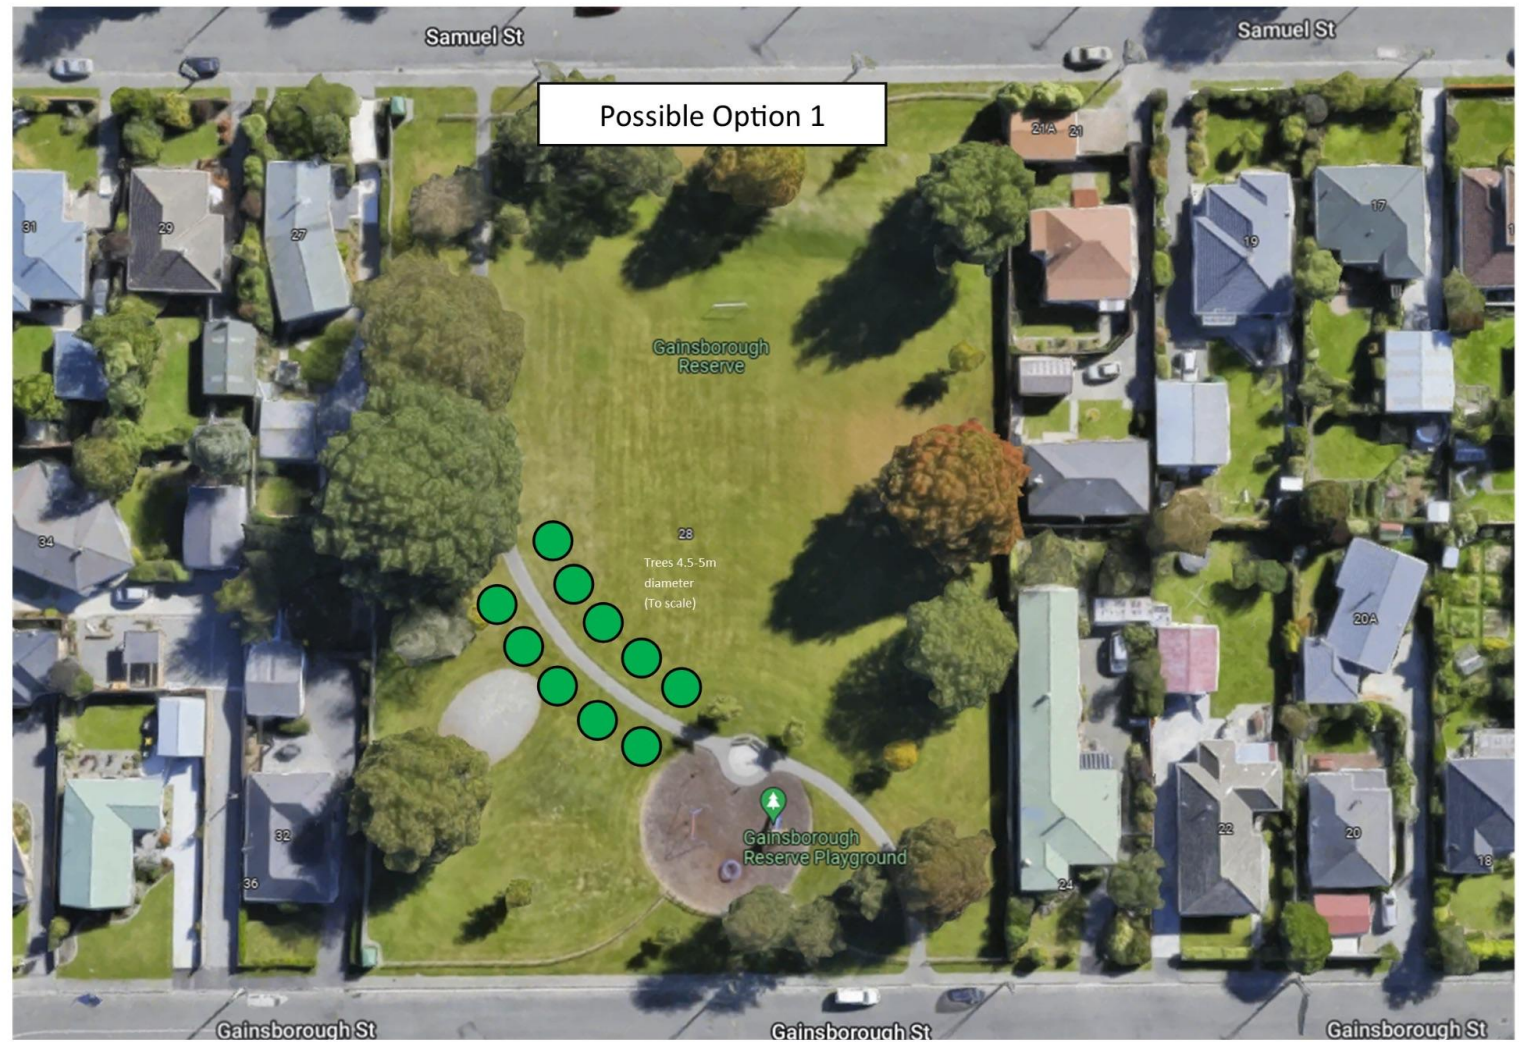 Samuel St
Samuel St
Possible Option 1
21A
21
31
29
27
17
19
Gainsborough
Reserve
28
34
Trees 4.5-5m
diameter
(To scale)
20A
Gainsborough
Reserve Playground
32
22
20
18
36
24
Gainsborough St
Gainsborough St
Gainsborough St